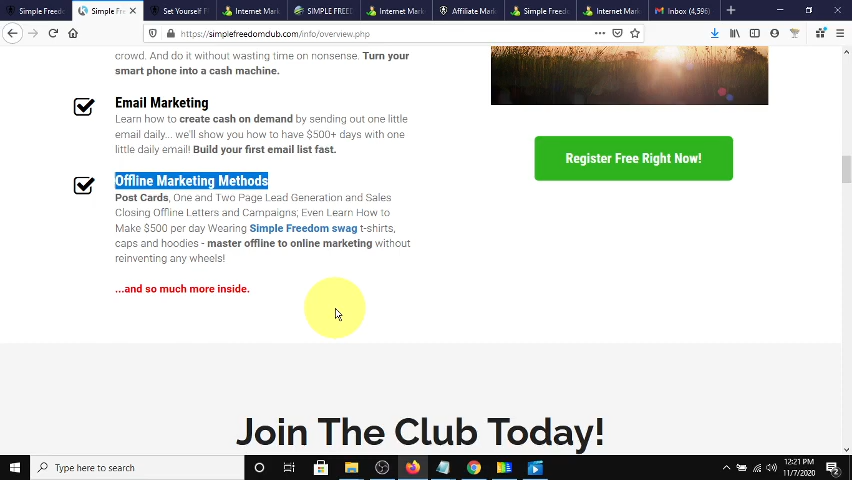 Simple Freedo
Simple Fre
Set Yourself F
Internet Mark
SIMPLE FREE
Internet Mark
Affiliate Mark
Simple Freedo
Internet Mark
Inbox (4,596)
https://simplefreedomclub.com/info/overview.php
crowd. And do it without wasting time on nonsense. Turn your
smart phone into a cash machine.
Email Marketing
Learn how to create cash on demand by sending out one little
email daily... we'll show you how to have $500+ days with one
little daily email! Build your first email list fast.
Offline Marketing Methods
Post Cards, One and Two Page Lead Generation and Sales
Closing Offline Letters and Campaigns; Even Learn How to
Make $500 per day Wearing Simple Freedom swag t-shirts,
caps and hoodies - master offline to online marketing without
reinventing any wheels!
...and so much more inside.
Register Free Right Now!
Join The Club Today!
Type here to search
12:21 PM
11/7/2020
2